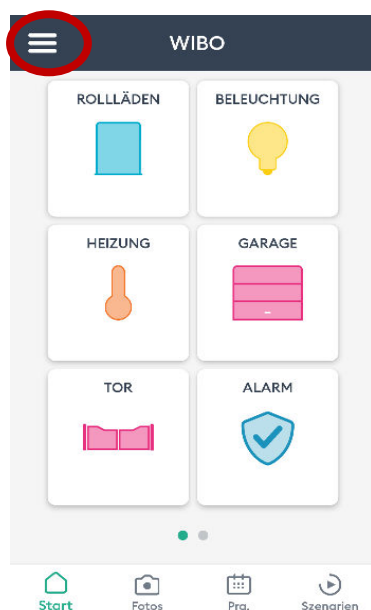 WIBO
ROLLLÄDEN BELEUCHTUNG
HEIZUNG GARAGE
TOR ALARM
Start Fotos Prg. Szenarien